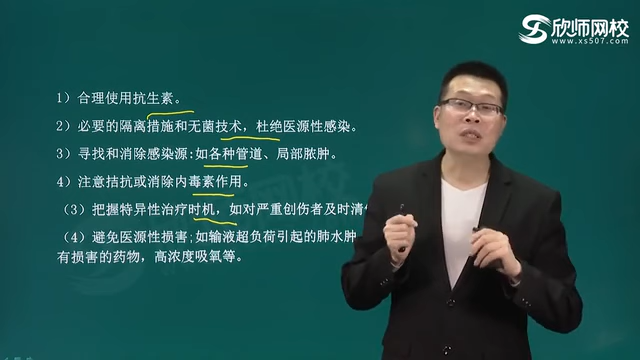 欣师网校
www.xs507.com
1）合理使用抗生素。
2）必要的隔离措施和无菌技术，杜绝医源性感染。
3）寻找和消除感染源:如各种管道、局部脓肿。
4）注意拮抗或消除内毒素作用。
（3）把握特异性治疗时机，如对严重创伤者及时清
（4）避免医源性损害;如输液超负荷引起的肺水肿
有损害的药物，高浓度吸氧等。